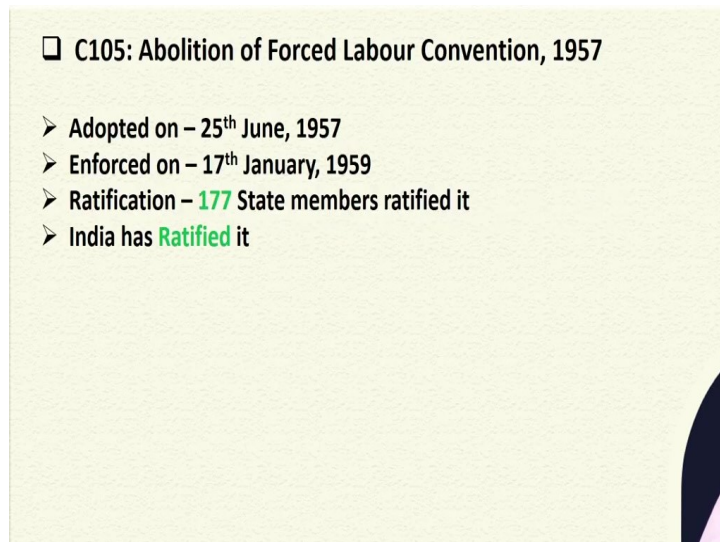 ❑ C105: Abolition of Forced Labour Convention, 1957
➢ Adopted on – 25th June, 1957
➢ Enforced on – 17th January, 1959
➢ Ratification – 177 State members ratified it
➢ India has Ratified it